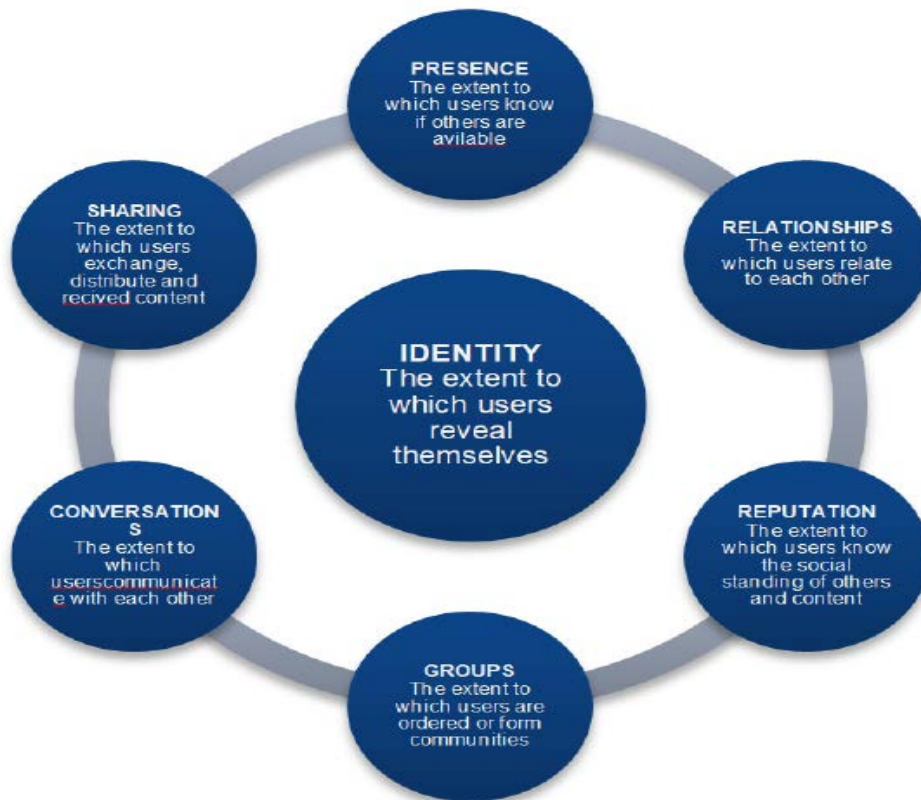 PRESENCE
The extent to
which users know
if others are
avilable
SHARING
The extent to
which users
exchange,
distribute and
recived content
RELATIONSHIPS
The extent to
which users relate
to each other
IDENTITY
The extent to
which users
reveal
themselves
CONVERSATION
S
The extent to
which
userscommunicat
e with each other
REPUTATION
The extent to
which users know
the social
standing of others
and content
GROUPS
The extent to
which users are
ordered or form
communities